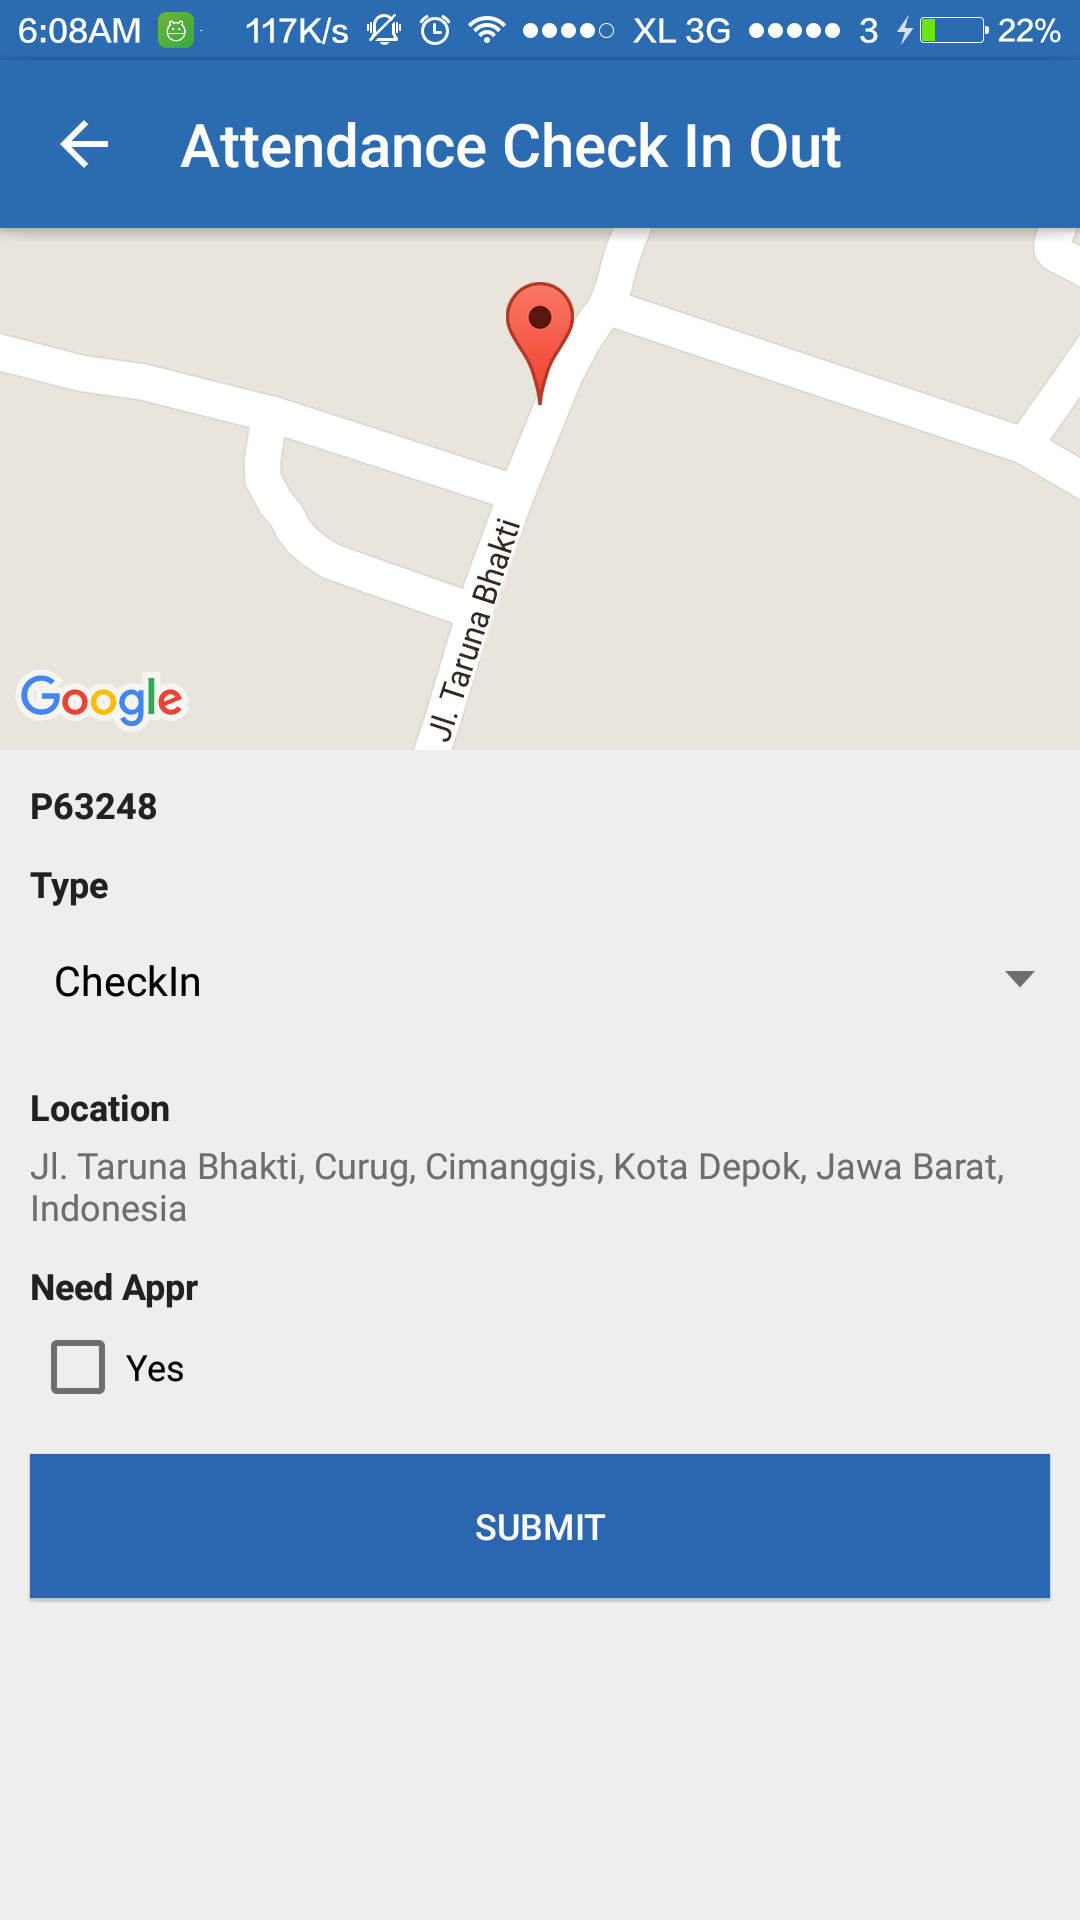 6:08AM 117K/s XL 3G 3 22%
Attendance Check In Out
Jl. Taruna Bhakti
Google
P63248
Type
CheckIn
Location
Jl. Taruna Bhakti, Curug, Cimanggis, Kota Depok, Jawa Barat,
Indonesia
Need Appr
Yes
SUBMIT